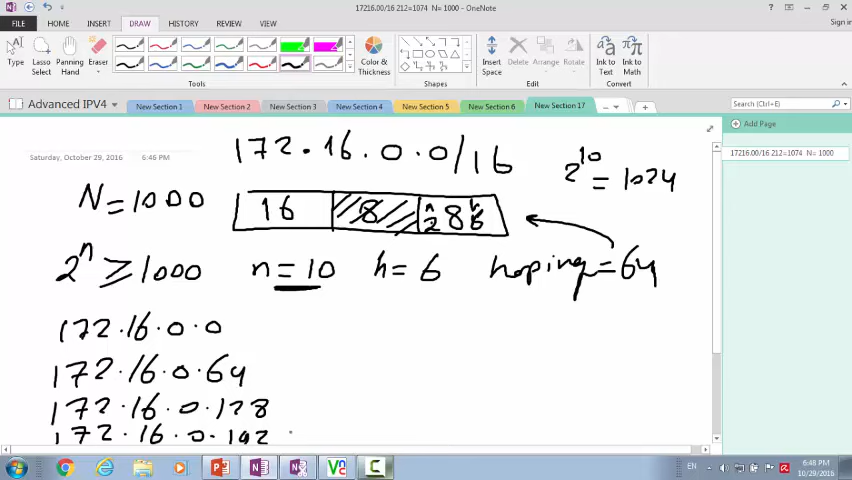 17216.00/16 212=1074 N= 1000 - OneNote
FILE HOME INSERT DRAW HISTORY REVIEW VIEW
Sign in
Type Lasso Select Panning Hand Eraser Color & Thickness Insert Space Delete Arrange Rotate Ink to Text Ink to Math
Tools Shapes Edit Convert
Advanced IPV4 New Section 1 New Section 2 New Section 3 New Section 4 New Section 5 New Section 6 New Section 17 Search (Ctrl+E)
Add Page
17216.00/16 212=1074 N= 1000
Saturday, October 29, 2016 6:46 PM
172.16.0.0/16
2^10 = 1024
N=1000
16 8 n 2 8 h 6
2^n ≥ 1000 n = 10 h = 6 hoping = 64
172.16.0.0
172.16.0.64
172.16.0.128
172.16.0.192
EN 6:48 PM
10/29/2016